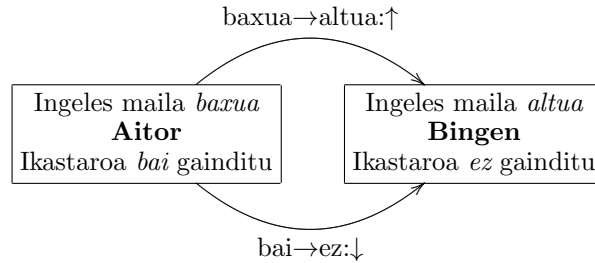 baxua→altua:↑
Ingeles maila baxua
Aitor
Ikastaroa bai gainditu
Ingeles maila altua
Bingen
Ikastaroa ez gainditu
bai→ez:↓